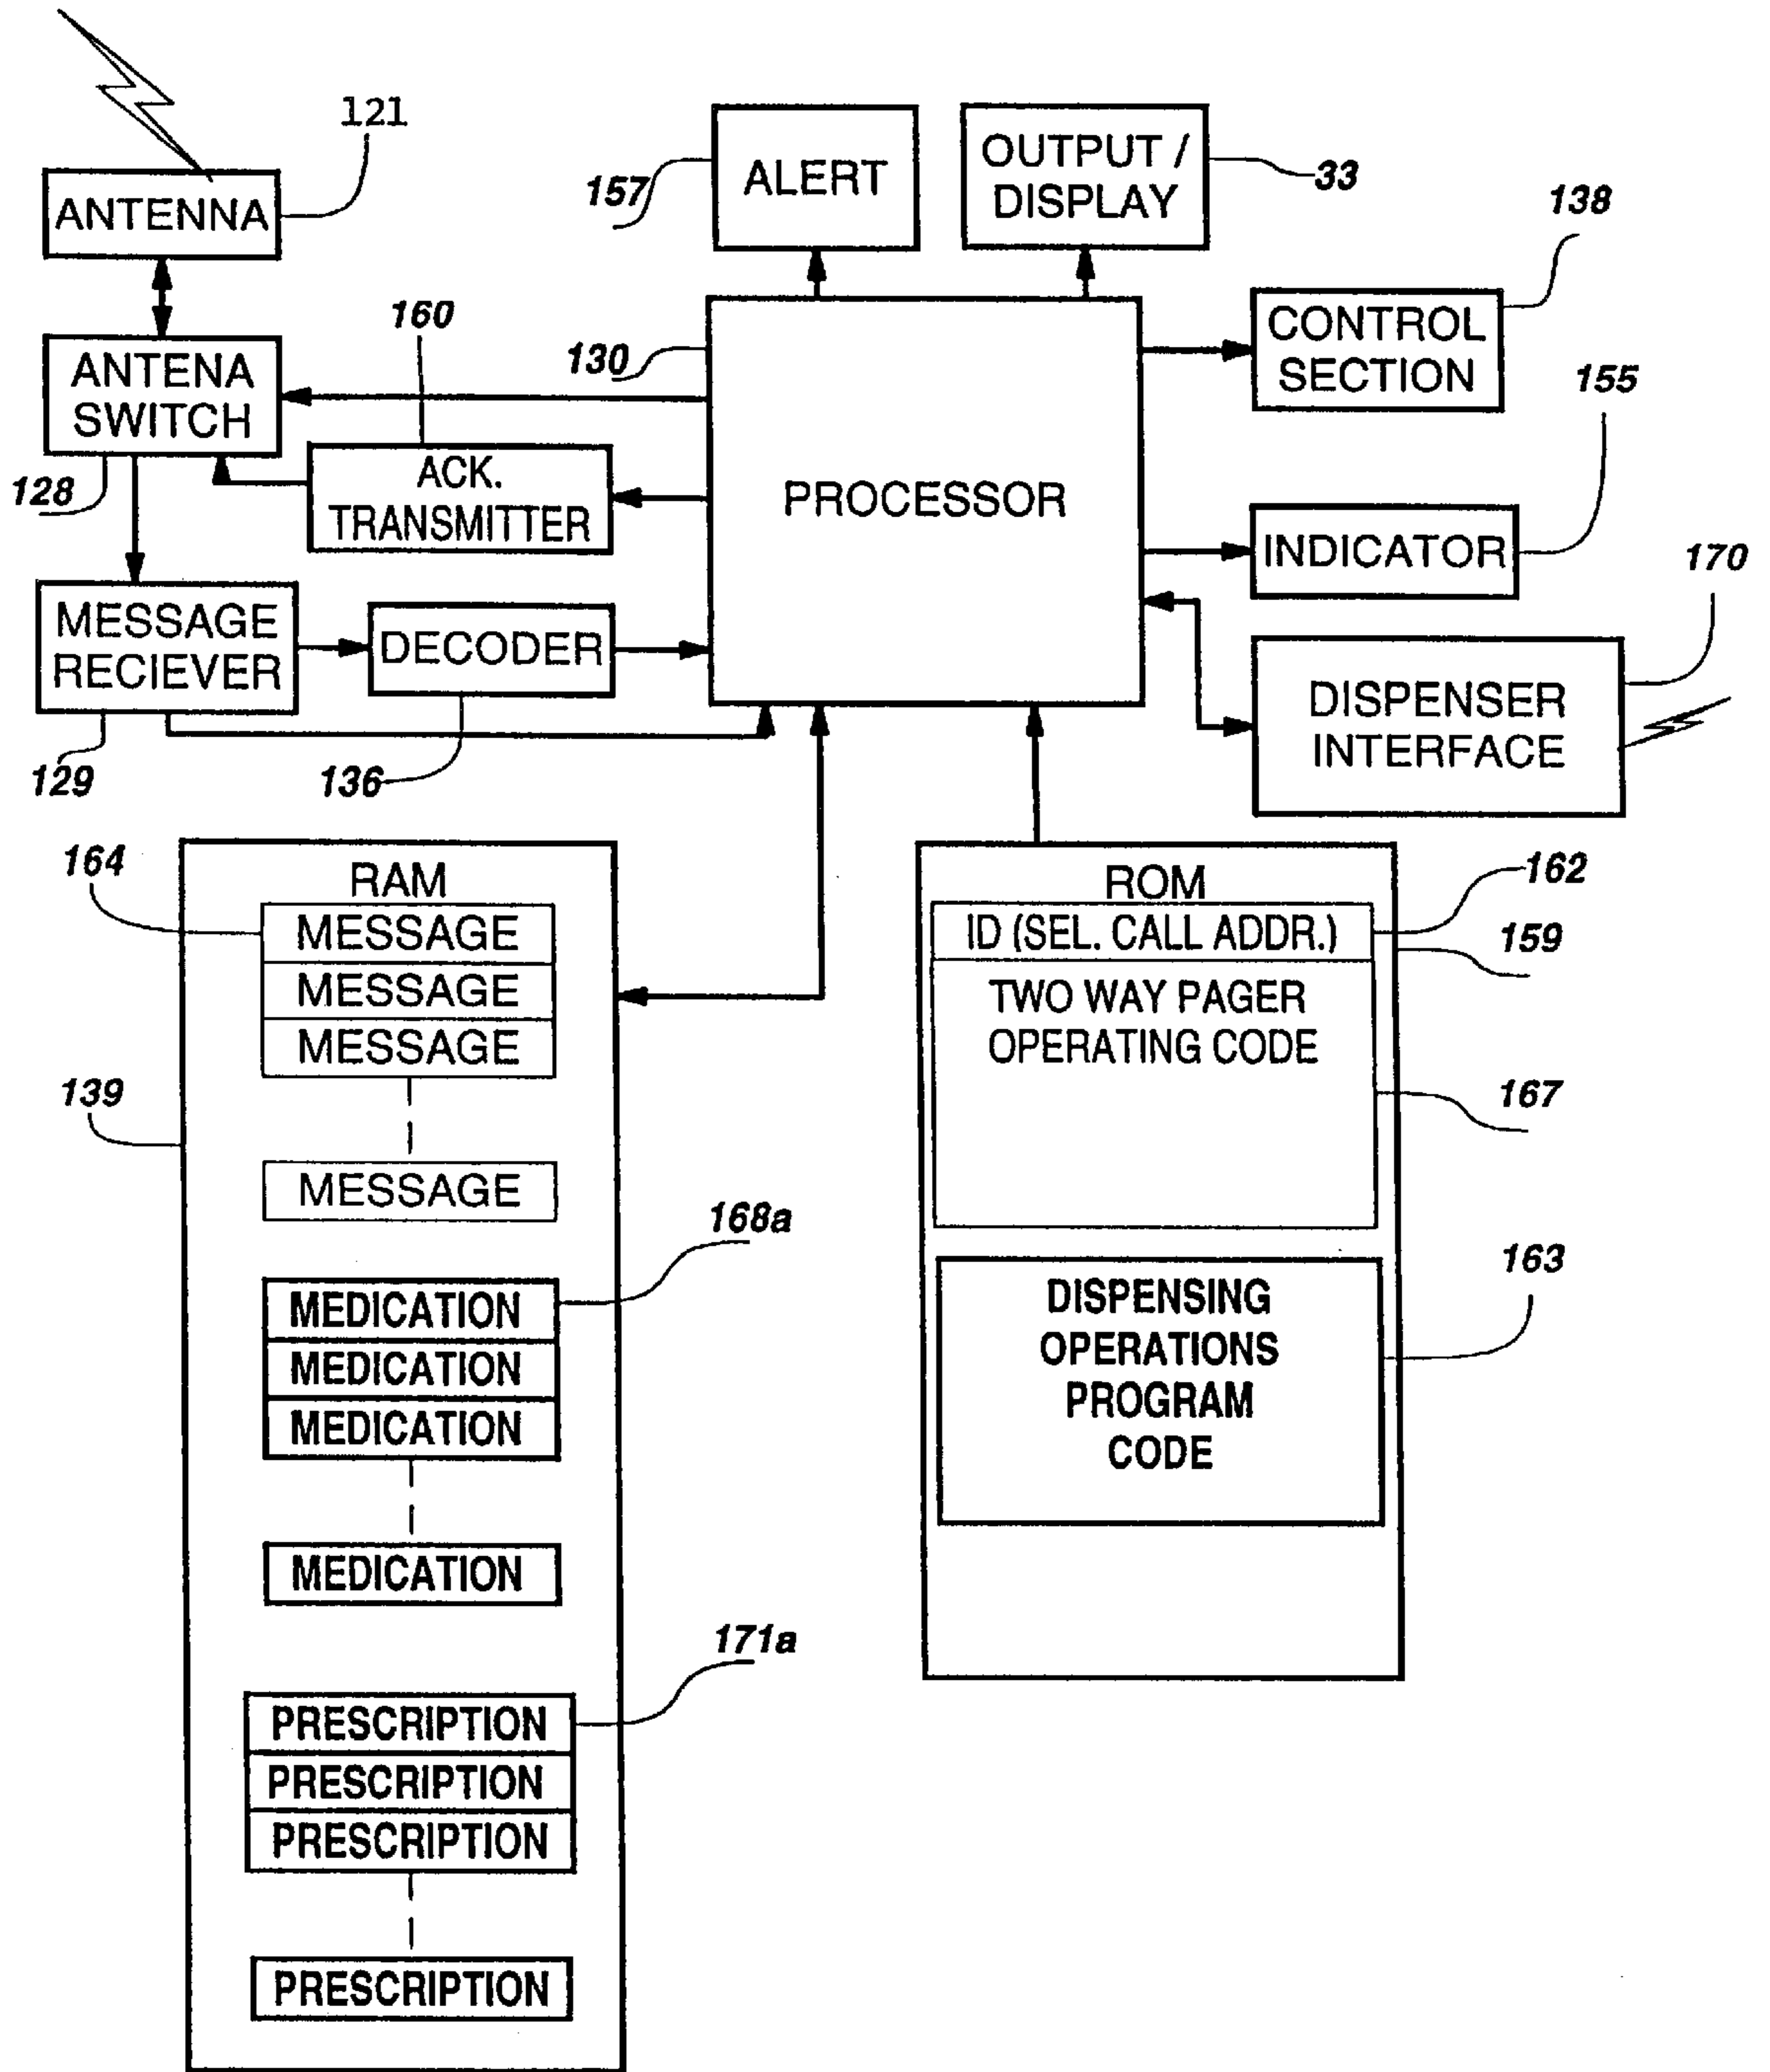 121
ANTENNA
157
ALERT
OUTPUT /
DISPLAY
33
138
CONTROL
SECTION
160
130
ANTENA
SWITCH
128
ACK.
TRANSMITTER
PROCESSOR
155
INDICATOR
170
MESSAGE
RECIEVER
129
DECODER
136
DISPENSER
INTERFACE
164
RAM
MESSAGE
MESSAGE
MESSAGE
139
MESSAGE
168a
MEDICATION
MEDICATION
MEDICATION
MEDICATION
171a
PRESCRIPTION
PRESCRIPTION
PRESCRIPTION
PRESCRIPTION
ROM
162
ID (SEL. CALL ADDR.)
159
TWO WAY PAGER
OPERATING CODE
167
163
DISPENSING
OPERATIONS
PROGRAM
CODE